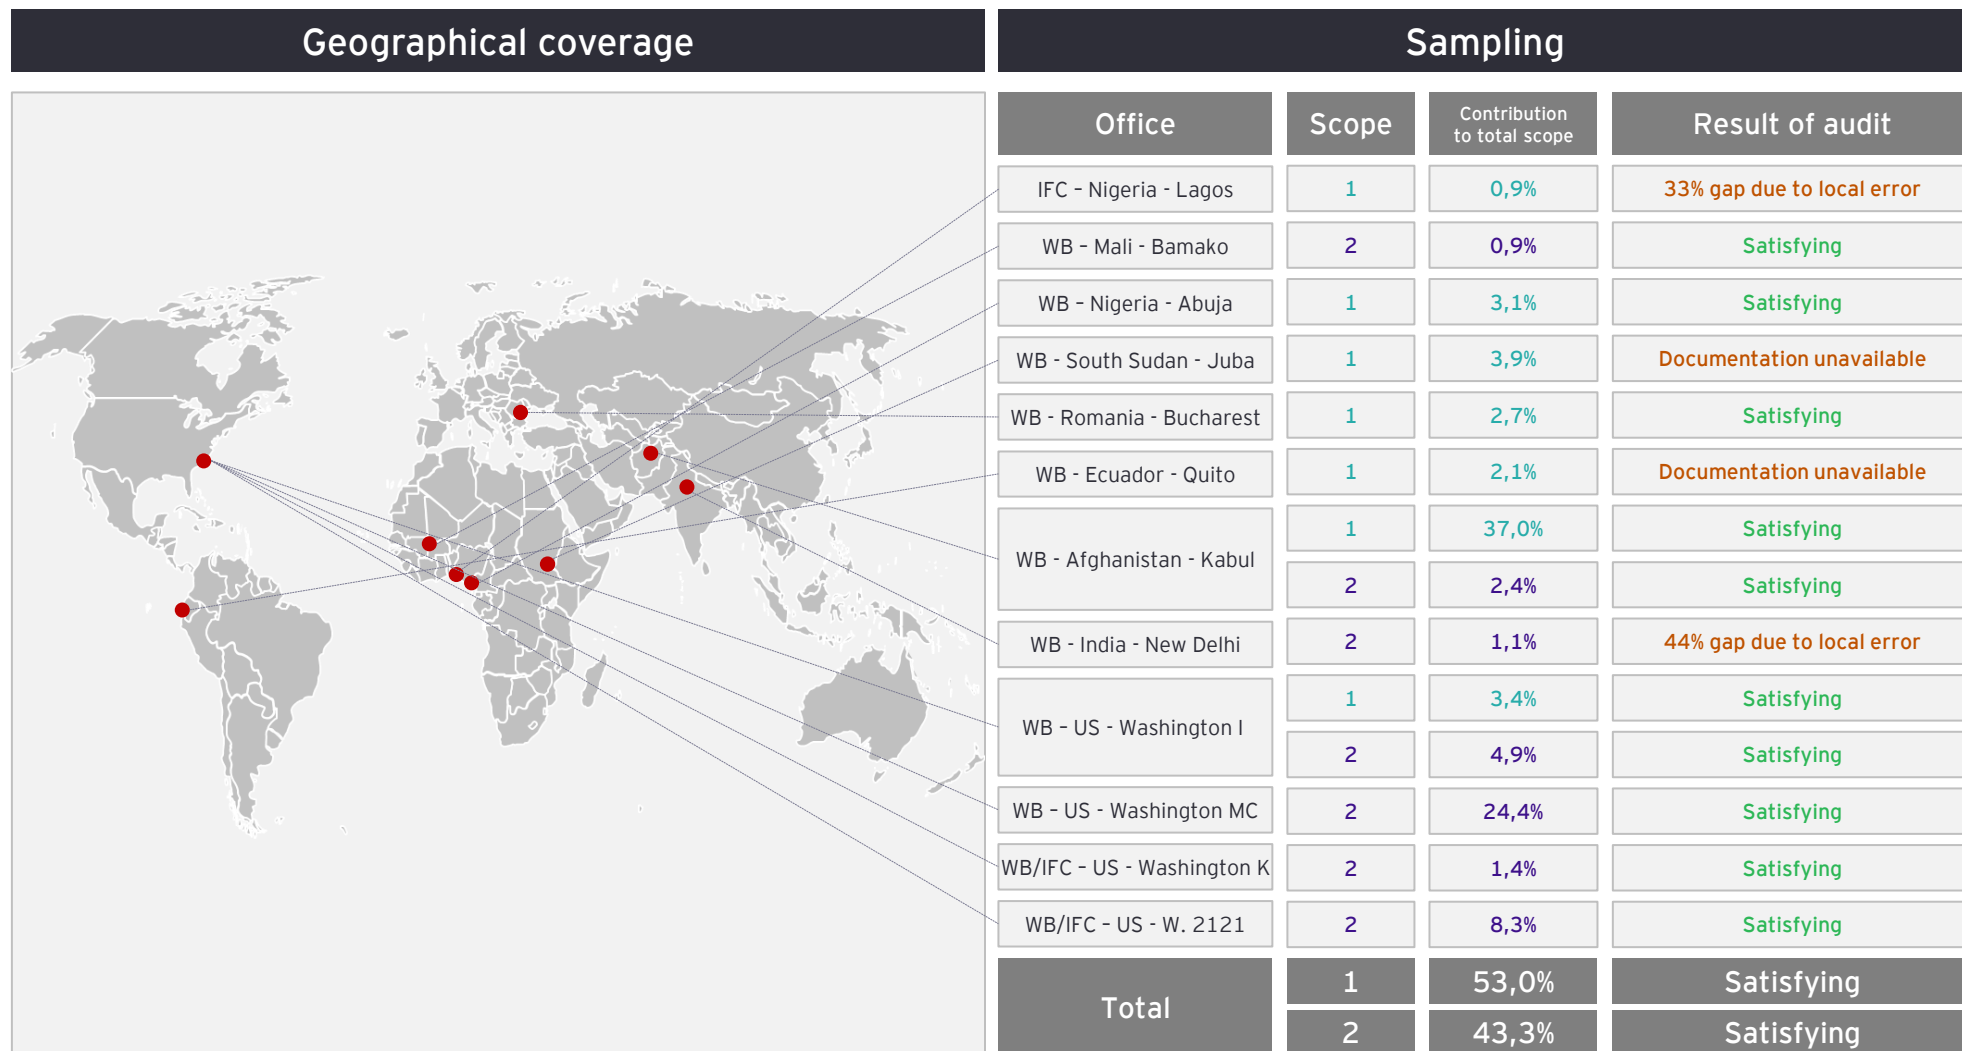 Geographical coverage
Sampling
Office
Scope
Contribution
to total scope
Result of audit
IFC – Nigeria - Lagos
1
0,9%
33% gap due to local error
WB – Mali - Bamako
2
0,9%
Satisfying
WB – Nigeria - Abuja
1
3,1%
Satisfying
WB - South Sudan - Juba
1
3,9%
Documentation unavailable
WB - Romania - Bucharest
1
2,7%
Satisfying
WB - Ecuador - Quito
1
2,1%
Documentation unavailable
WB - Afghanistan - Kabul
1
37,0%
Satisfying
2
2,4%
Satisfying
WB - India - New Delhi
2
1,1%
44% gap due to local error
WB – US - Washington I
1
3,4%
Satisfying
2
4,9%
Satisfying
WB – US - Washington MC
2
24,4%
Satisfying
WB/IFC – US - Washington K
2
1,4%
Satisfying
WB/IFC – US - W. 2121
2
8,3%
Satisfying
Total
1
53,0%
Satisfying
2
43,3%
Satisfying